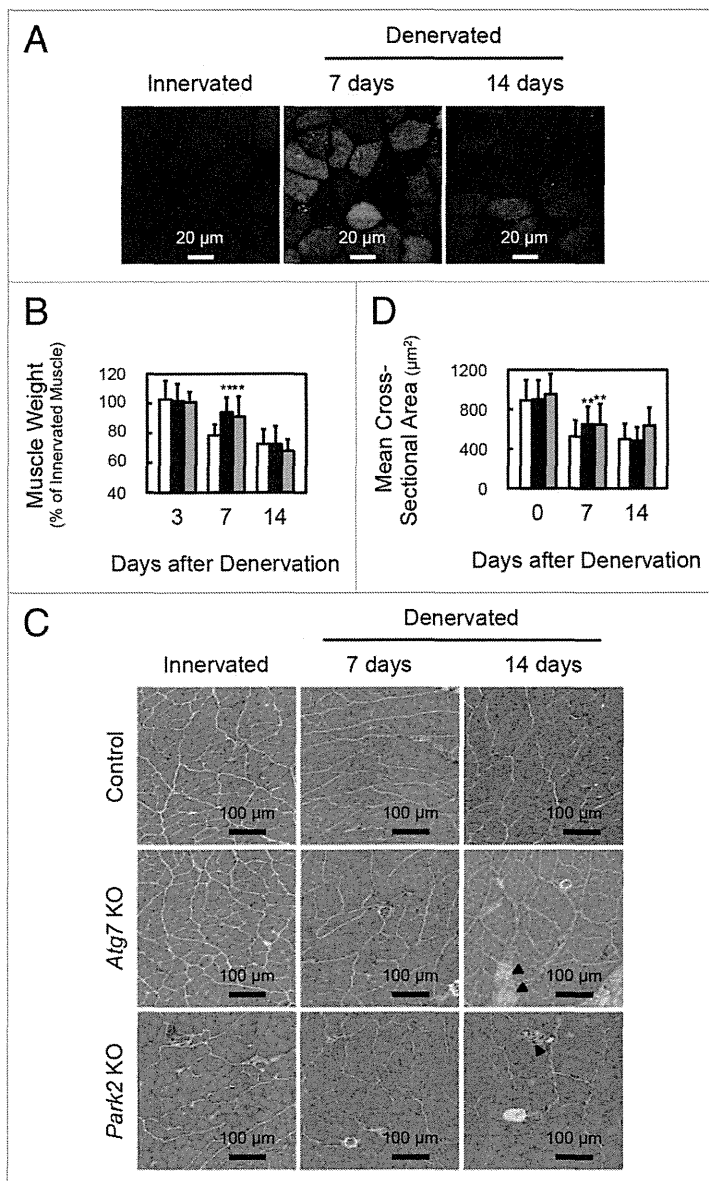 A
Denervated
Innervated 7 days 14 days
20 µm 20 µm 20 µm
B
Muscle Weight
(% of Innervated Muscle)
120
100
80
60
40
** **
3 7 14
Days after Denervation
D
Mean Cross-
Sectional Area (µm²)
1200
800
400
0
** **
0 7 14
Days after Denervation
C
Denervated
Innervated 7 days 14 days
Control
100 µm 100 µm 100 µm
Atg7 KO
100 µm 100 µm 100 µm
Park2 KO
100 µm 100 µm 100 µm